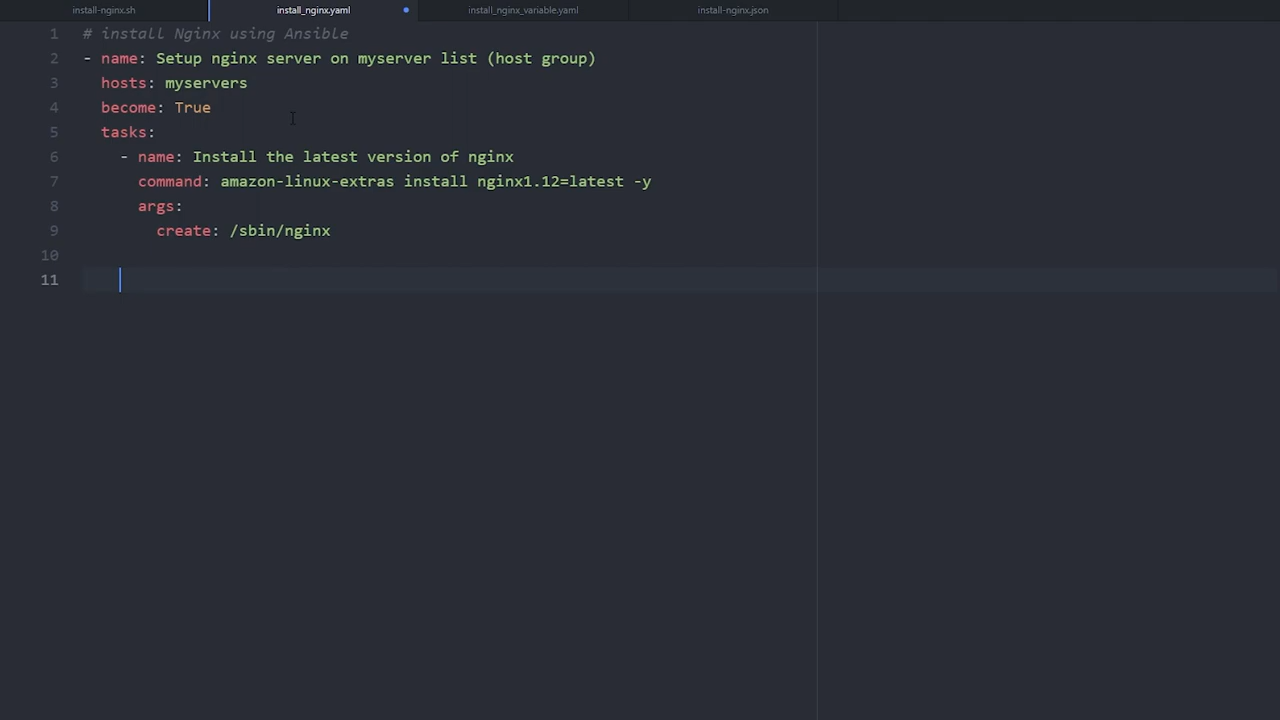 install-nginx.sh install_nginx.yaml install_nginx_variable.yaml install-nginx.json
1 # install Nginx using Ansible
2 - name: Setup nginx server on myserver list (host group)
3 hosts: myservers
4 become: True
5 tasks:
6 - name: Install the latest version of nginx
7 command: amazon-linux-extras install nginx1.12=latest -y
8 args:
9 create: /sbin/nginx
10
11